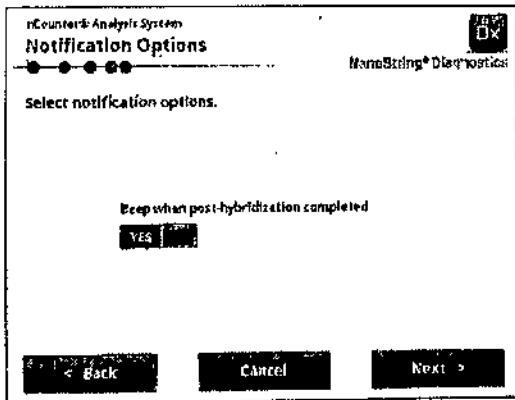 nCounter® Analysis System
Dx
Notification Options
NanoString® Diagnostics
Select notification options.
Beep when post-hybridization completed
YES
< Back
Cancel
Next >